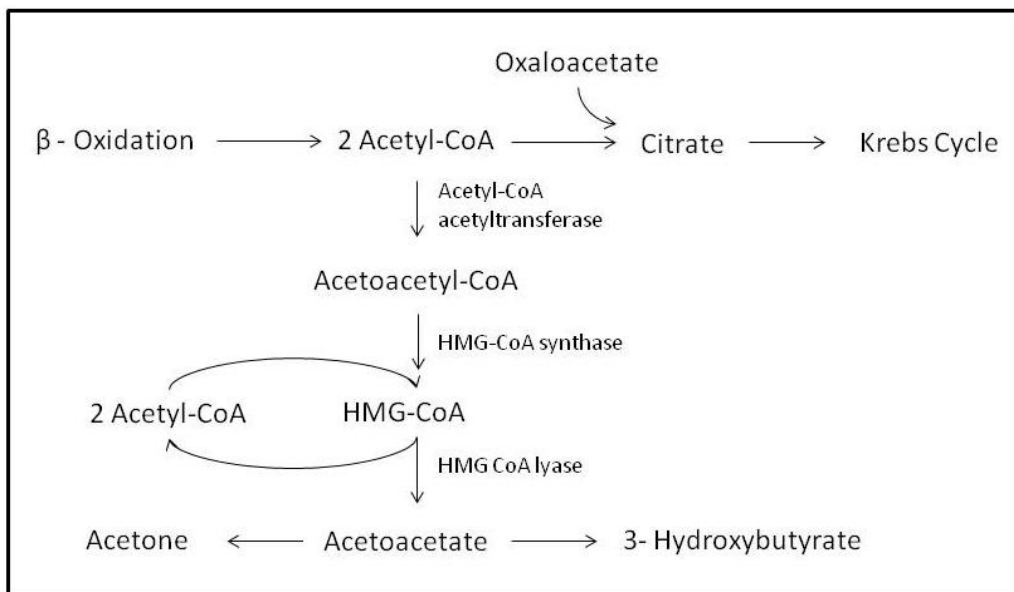 Oxaloacetate
β - Oxidation
2 Acetyl-CoA
Citrate
Krebs Cycle
Acetyl-CoA
acetyltransferase
Acetoacetyl-CoA
HMG-CoA synthase
2 Acetyl-CoA
HMG-CoA
HMG CoA lyase
Acetone
Acetoacetate
3- Hydroxybutyrate